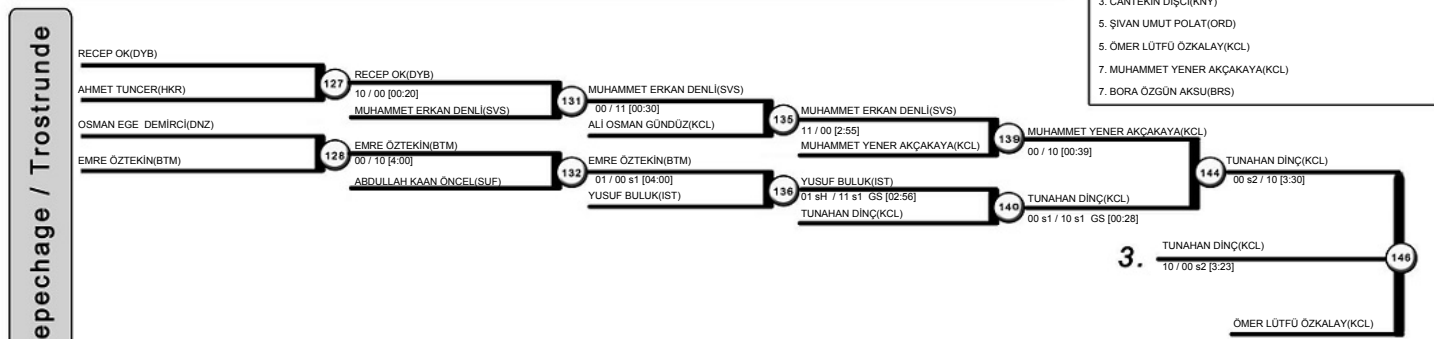 3. CANTEKİN DİŞCİ(KNY)
5. ŞIVAN UMUT POLAT(ORD)
5. ÖMER LÜTFÜ ÖZKALAY(KCL)
7. MUHAMMET YENER AKÇAKAYA(KCL)
7. BORA ÖZGÜN AKSU(BRS)
epechage / Trostrunde
RECEP OK(DYB)
AHMET TUNCER(HKR)
OSMAN EGE DEMİRCİ(DNZ)
EMRE ÖZTEKİN(BTM)
127
128
RECEP OK(DYB)
10 / 00 [00:20]
MUHAMMET ERKAN DENLİ(SVS)
EMRE ÖZTEKİN(BTM)
00 / 10 [4:00]
ABDULLAH KAAN ÖNCEL(SUF)
131
132
MUHAMMET ERKAN DENLİ(SVS)
00 / 11 [00:30]
ALİ OSMAN GÜNDÜZ(KCL)
EMRE ÖZTEKİN(BTM)
01 / 00 s1 [04:00]
YUSUF BULUK(IST)
135
136
MUHAMMET ERKAN DENLİ(SVS)
11 / 00 [2:55]
MUHAMMET YENER AKÇAKAYA(KCL)
YUSUF BULUK(IST)
01 sH / 11 s1 GS [02:56]
TUNAHAN DİNÇ(KCL)
139
140
MUHAMMET YENER AKÇAKAYA(KCL)
00 / 10 [00:39]
TUNAHAN DİNÇ(KCL)
00 s1 / 10 s1 GS [00:28]
144
TUNAHAN DİNÇ(KCL)
00 s2 / 10 [3:30]
3.
TUNAHAN DİNÇ(KCL)
10 / 00 s2 [3:23]
146
ÖMER LÜTFÜ ÖZKALAY(KCL)